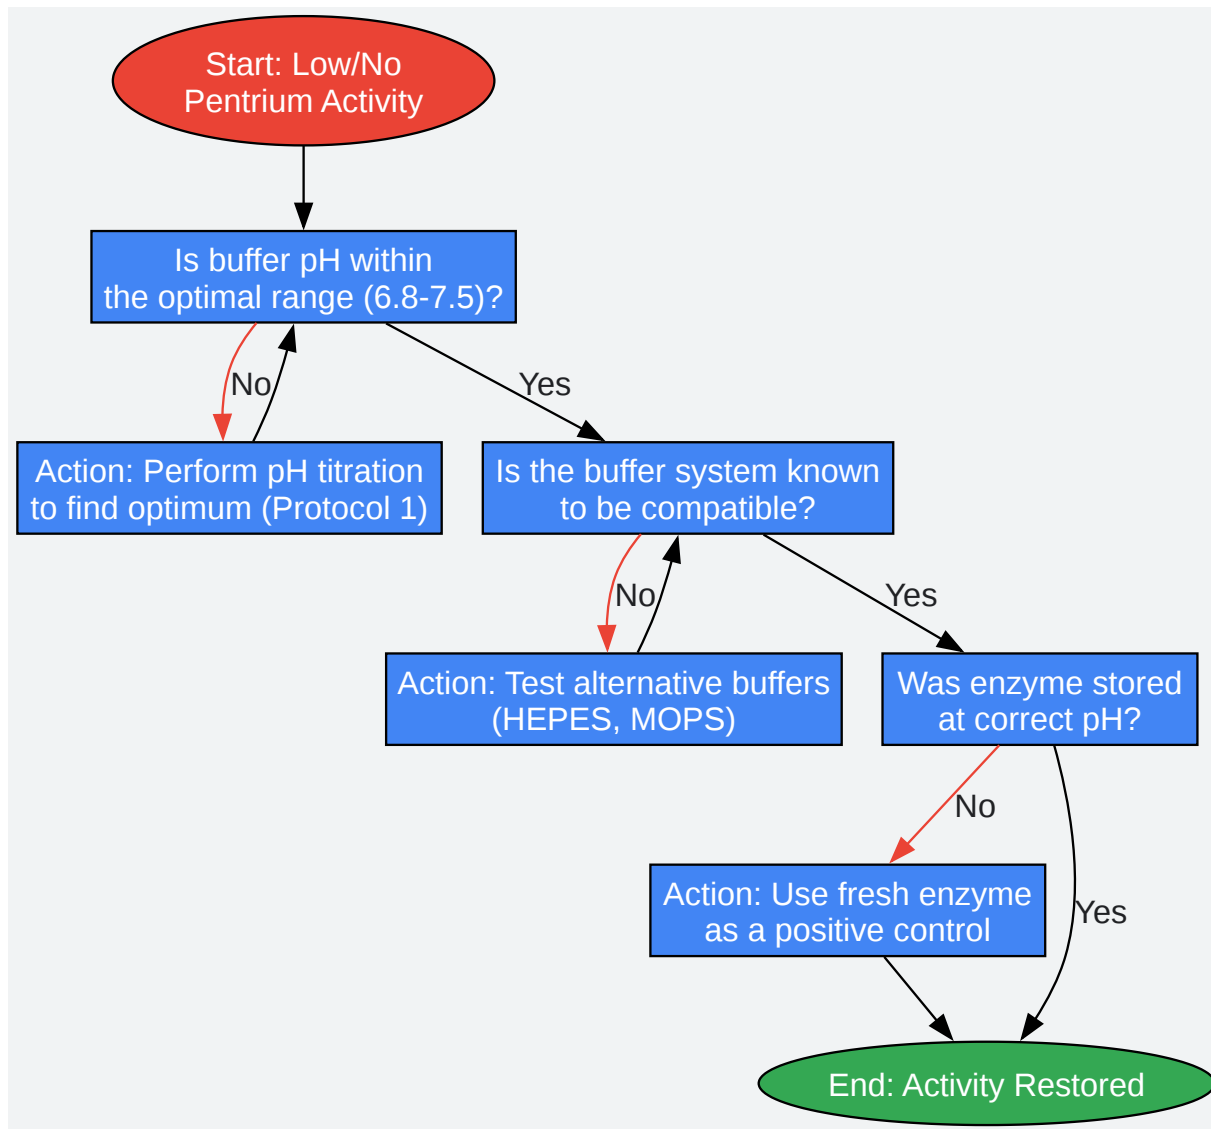 Start: Low/No
Pentrium Activity
Is buffer pH within
the optimal range (6.8-7.5)?
No
Yes
Action: Perform pH titration
to find optimum (Protocol 1)
Is the buffer system known
to be compatible?
No
Yes
Action: Test alternative buffers
(HEPES, MOPS)
Was enzyme stored
at correct pH?
No
Action: Use fresh enzyme
as a positive control
Yes
End: Activity Restored